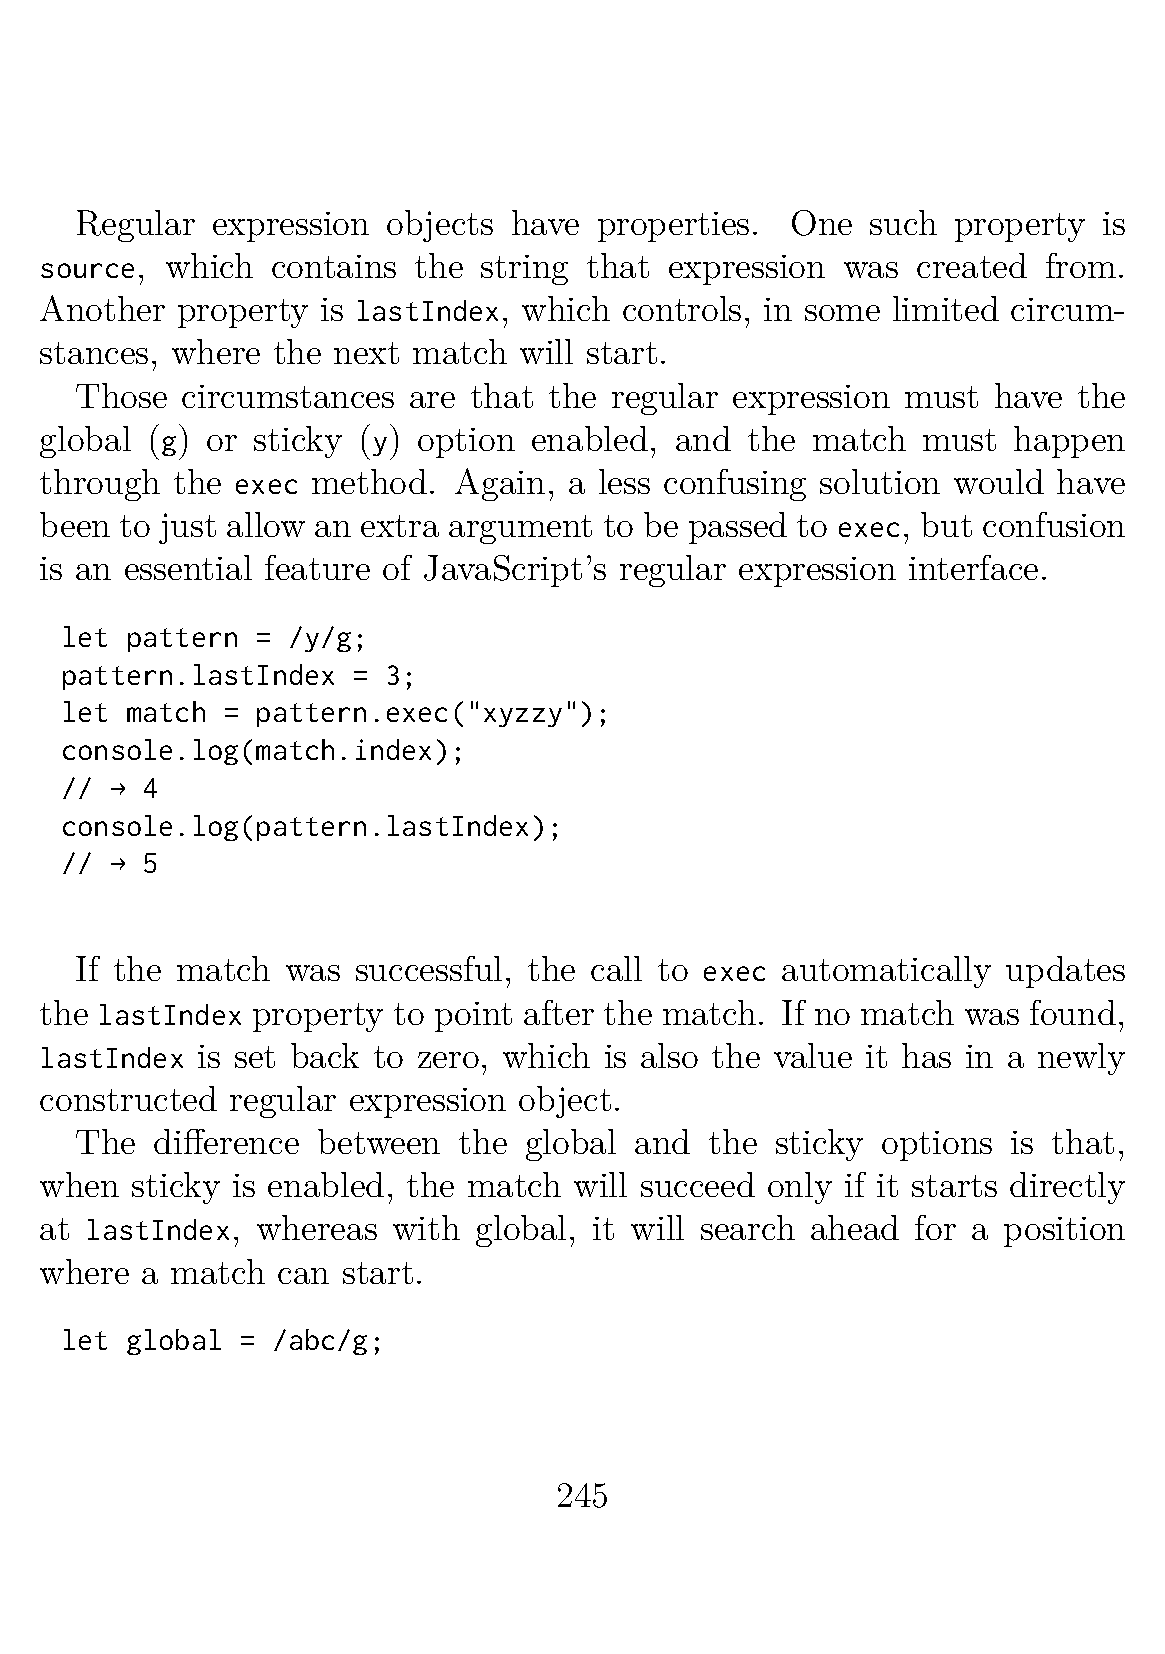 Regular expression objects have properties. One such property is
source, which contains the string that expression was created from.
Another property is lastIndex, which controls, in some limited circum-
stances, where the next match will start.
Those circumstances are that the regular expression must have the
global (g) or sticky (y) option enabled, and the match must happen
through the exec method. Again, a less confusing solution would have
been to just allow an extra argument to be passed to exec, but confusion
is an essential feature of JavaScript’s regular expression interface.
let pattern = /y/g;
pattern.lastIndex = 3;
let match = pattern.exec("xyzzy");
console.log(match.index);
// → 4
console.log(pattern.lastIndex);
// → 5
If the match was successful, the call to exec automatically updates
the lastIndex property to point after the match. If no match was found,
lastIndex is set back to zero, which is also the value it has in a newly
constructed regular expression object.
The difference between the global and the sticky options is that,
when sticky is enabled, the match will succeed only if it starts directly
at lastIndex, whereas with global, it will search ahead for a position
where a match can start.
let global = /abc/g;
245